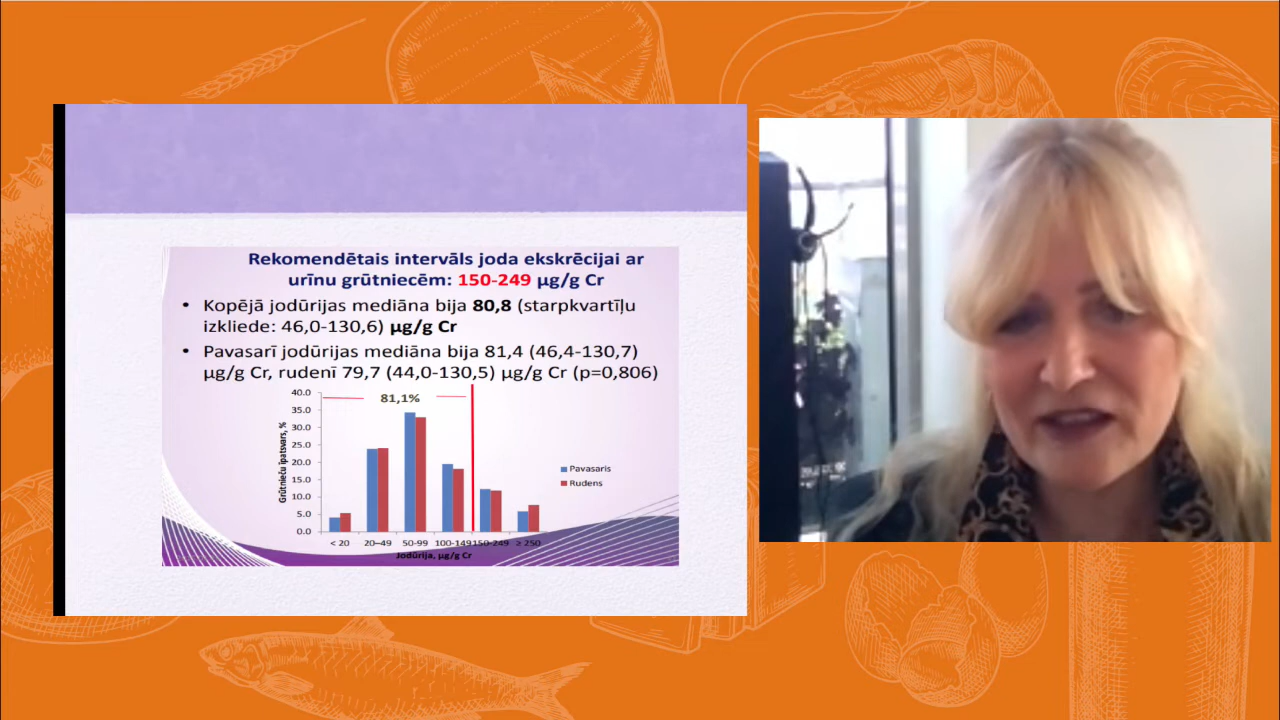 Rekomendētais intervāls joda ekskrēcijai ar
urīnu grūtniecēm: 150-249 µg/g Cr
• Kopējā jodūrijas mediāna bija 80,8 (starpkvartīļu
izkliede: 46,0-130,6) µg/g Cr
• Pavasarī jodūrijas mediāna bija 81,4 (46,4-130,7)
µg/g Cr, rudenī 79,7 (44,0-130,5) µg/g Cr (p=0,806)
81,1%
Grūtnieču īpatsvars, %
40.0
35.0
30.0
25.0
20.0
15.0
10.0
5.0
0.0
< 20 20–49 50-99 100-149 150-249 ≥ 250
Jodūrija, µg/g Cr
Pavasaris
Rudens